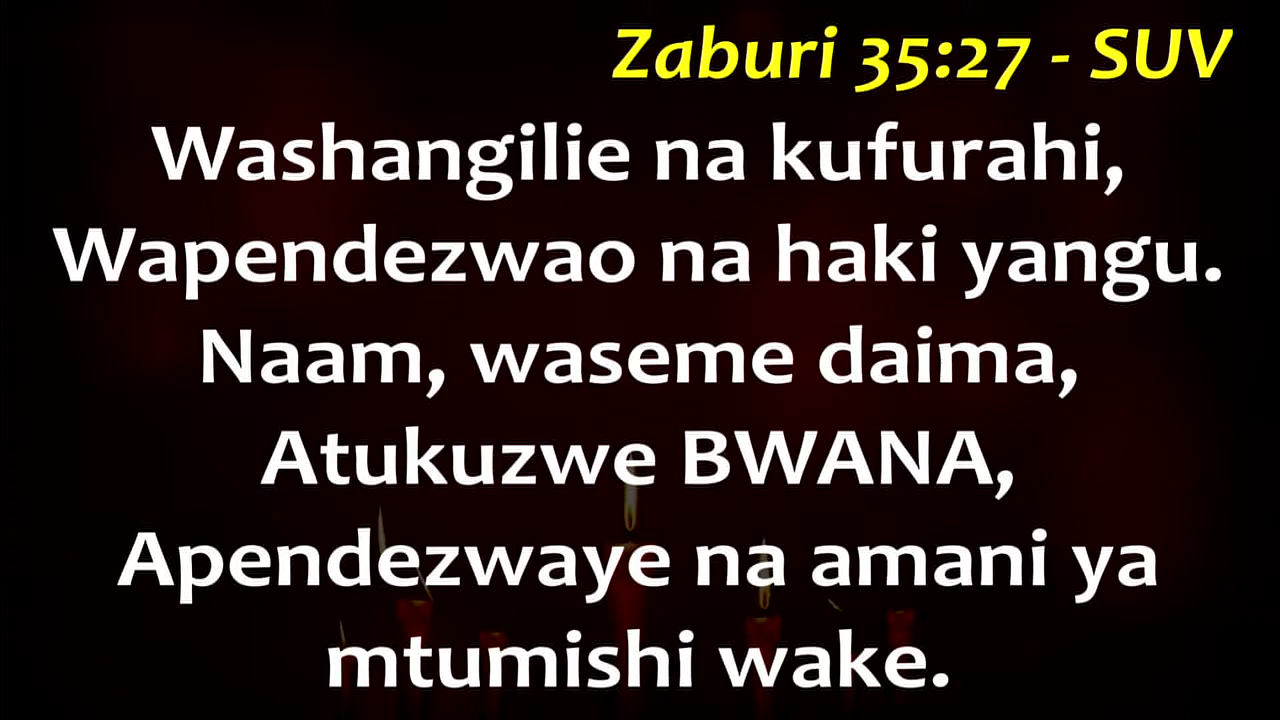 Zaburi 35:27 - SUV
Washangilie na kufurahi,
Wapendezwao na haki yangu.
Naam, waseme daima,
Atukuzwe BWANA,
Apendezwaye na amani ya
mtumishi wake.